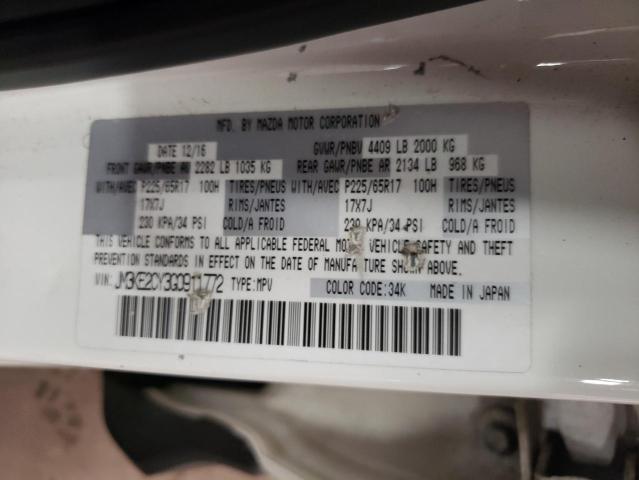 MFD. BY MAZDA MOTOR CORPORATION
DATE 12/16 GVWR/PNBV 4409 LB 2000 KG
FRONT GAWR/PNBE AV 2282 LB 1035 KG REAR GAWR/PNBE AR 2134 LB 968 KG
WITH/AVEC P225/65R17 100H TIRES/PNEUS WITH/AVEC P225/65R17 100H TIRES/PNEUS
17X7J RIMS/JANTES 17X7J RIMS/JANTES
230 KPA/34 PSI COLD/A FROID 230 KPA/34 PSI COLD/A FROID
THIS VEHICLE CONFORMS TO ALL APPLICABLE FEDERAL MOTOR VEHICLE SAFETY AND THEFT
PREVENTION STANDARDS IN EFFECT ON THE DATE OF MANUFACTURE SHOWN ABOVE.
VIN: JM3KE2CY3G0911772 TYPE:MPV COLOR CODE:34K MADE IN JAPAN